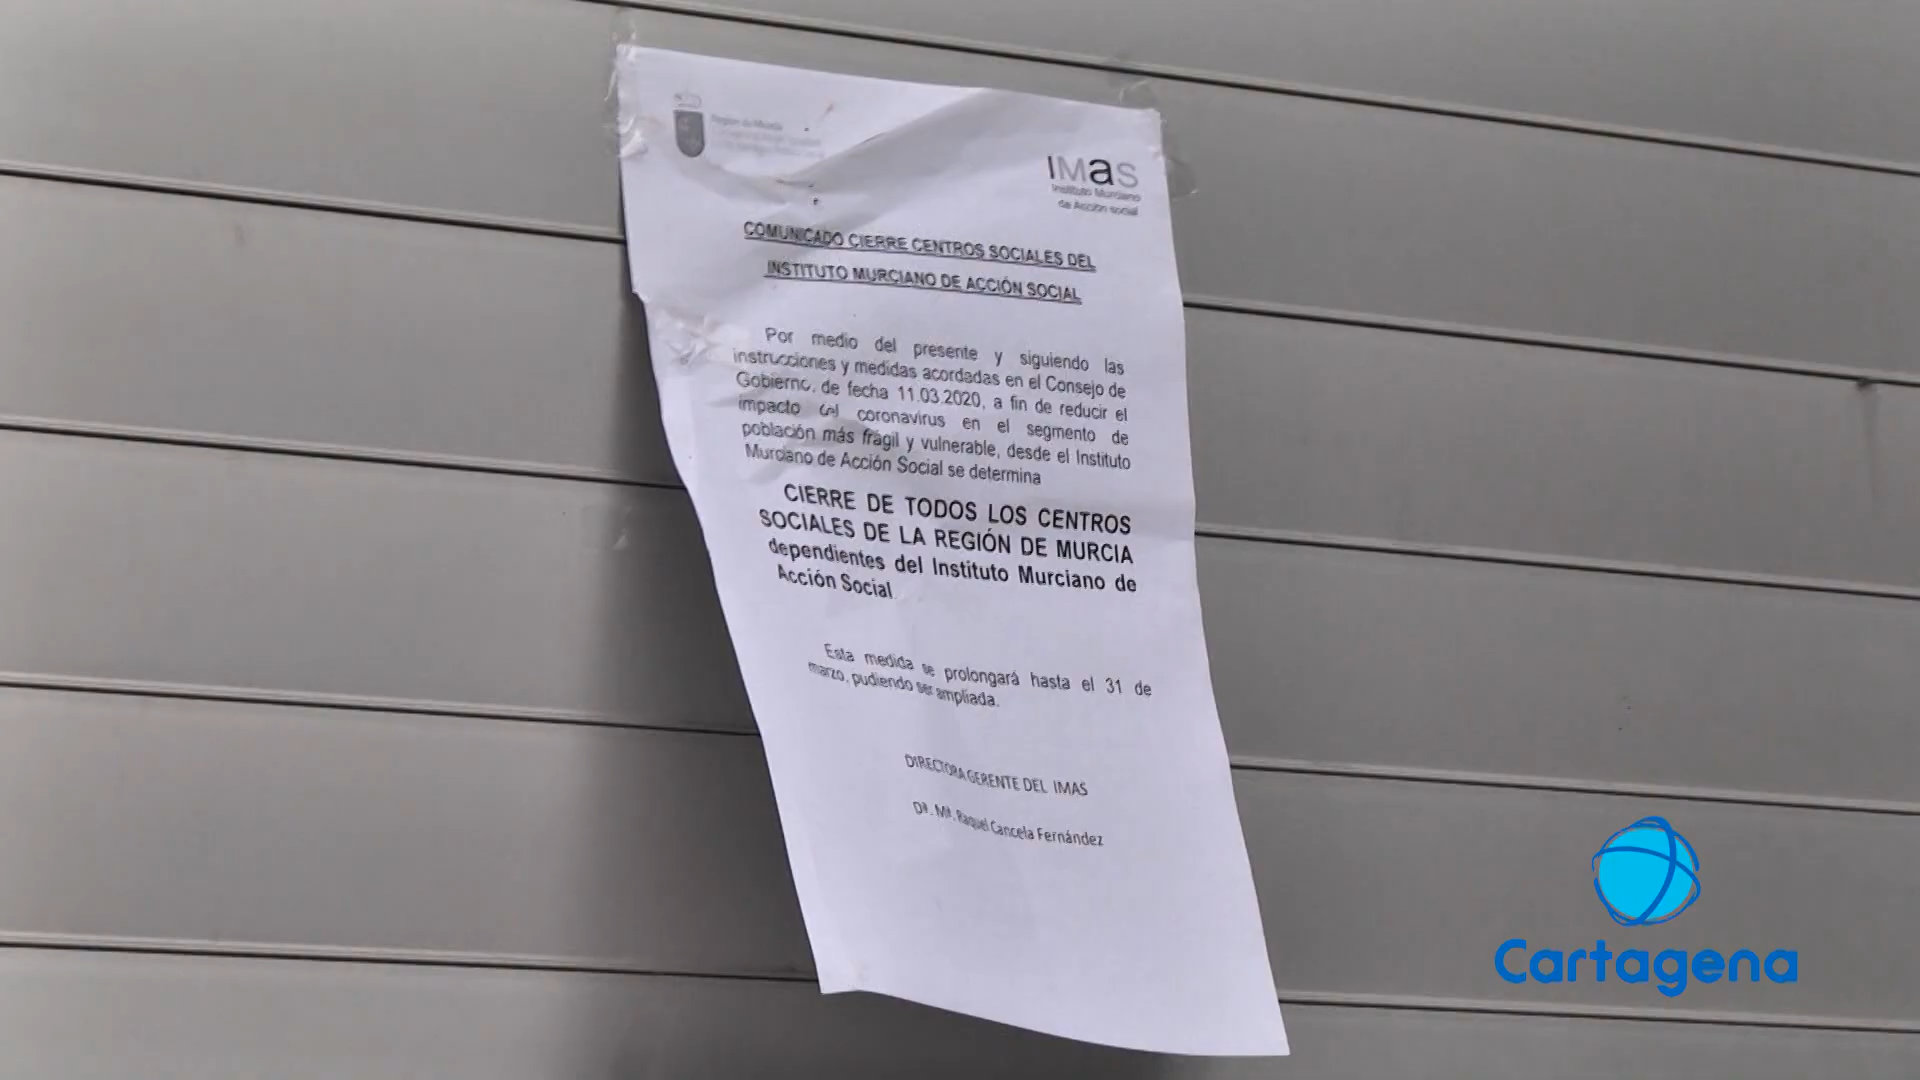 Región de Murcia
IMAS
Instituto Murciano
de Acción social
COMUNICADO CIERRE CENTROS SOCIALES DEL
INSTITUTO MURCIANO DE ACCIÓN SOCIAL
Por medio del presente y siguiendo las
instrucciones y medidas acordadas en el Consejo de
Gobierno, de fecha 11.03.2020, a fin de reducir el
impacto del coronavirus en el segmento de
población más frágil y vulnerable, desde el Instituto
Murciano de Acción Social se determina
CIERRE DE TODOS LOS CENTROS
SOCIALES DE LA REGIÓN DE MURCIA
dependientes del Instituto Murciano de
Acción Social
Esta medida se prolongará hasta el 31 de
marzo, pudiendo ser ampliada.
DIRECTORA GERENTE DEL IMAS
Dª. Mª. Raquel Cancela Fernández
Cartagena